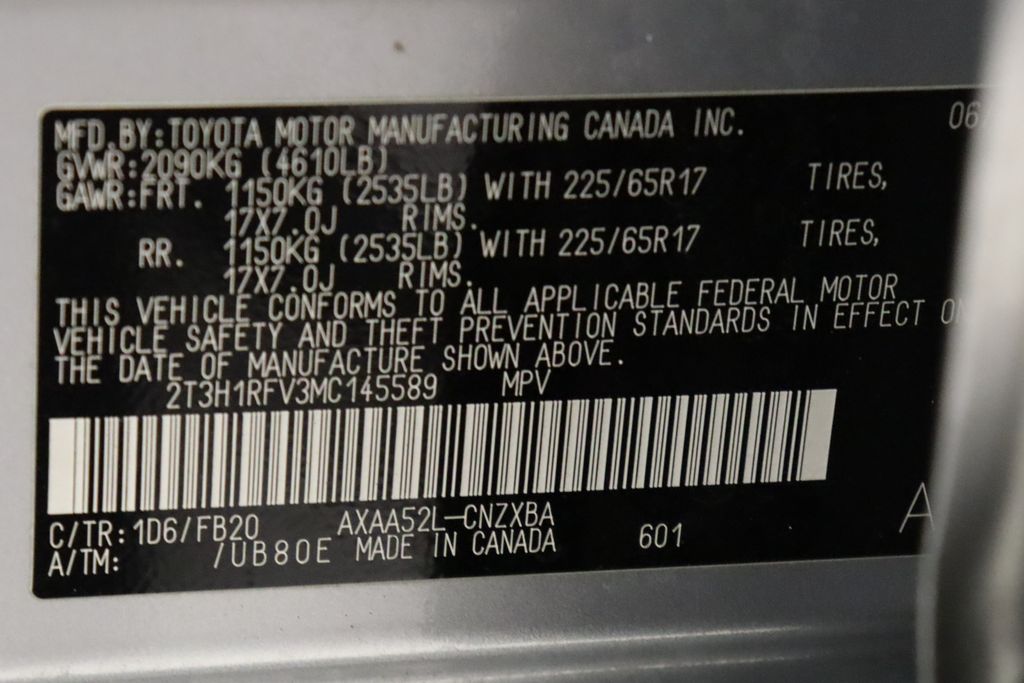 MFD.BY:TOYOTA MOTOR MANUFACTURING CANADA INC. 06
GVWR:2090KG (4610LB)
GAWR:FRT. 1150KG (2535LB) WITH 225/65R17 TIRES,
17X7.0J RIMS.
RR. 1150KG (2535LB) WITH 225/65R17 TIRES,
17X7.0J RIMS.
THIS VEHICLE CONFORMS TO ALL APPLICABLE FEDERAL MOTOR
VEHICLE SAFETY AND THEFT PREVENTION STANDARDS IN EFFECT
THE DATE OF MANUFACTURE SHOWN ABOVE.
2T3H1RFV3MC145589 MPV
C/TR:1D6/FB20 AXAA52L-CNZXBA A
A/TM: /UB80E MADE IN CANADA 601